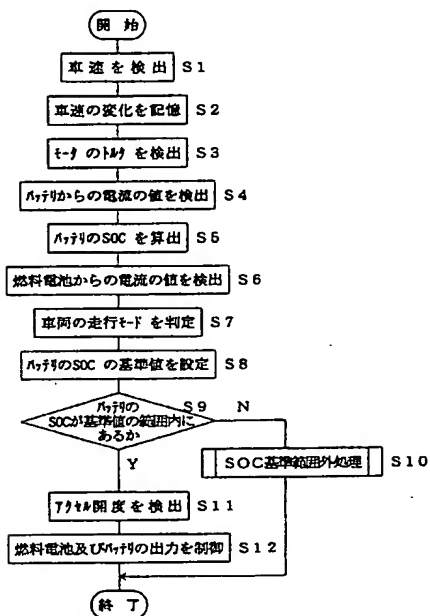 開 始
車速を検出 S1
車速の変化を記憶 S2
ﾓｰﾀ のﾄﾙｸ を検出 S3
ﾊﾞｯﾃﾘからの電流の値を検出 S4
ﾊﾞｯﾃﾘのSOC を算出 S5
燃料電池からの電流の値を検出 S6
車両の走行ﾓｰﾄﾞ を判定 S7
ﾊﾞｯﾃﾘのSOC の基準値を設定 S8
ﾊﾞｯﾃﾘの S9 N
SOCが基準値の範囲内に
あるか
SOC基準範囲外処理 S10
Y
ｱｸｾﾙ開度を検出 S11
燃料電池及びﾊﾞｯﾃﾘの出力を制御 S12
終 了